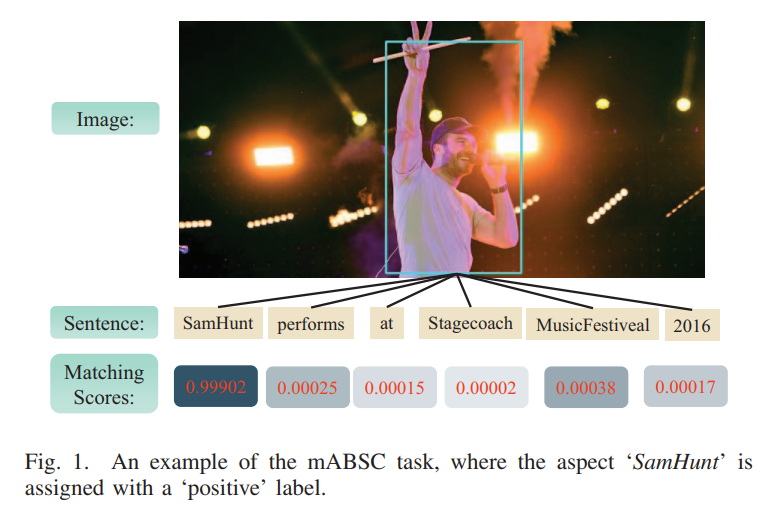 Image:
Sentence: SamHunt performs at Stagecoach MusicFestiveal 2016
Matching
Scores: 0.99902 0.00025 0.00015 0.00002 0.00038 0.00017
Fig. 1. An example of the mABSC task, where the aspect ‘SamHunt’ is
assigned with a ‘positive’ label.